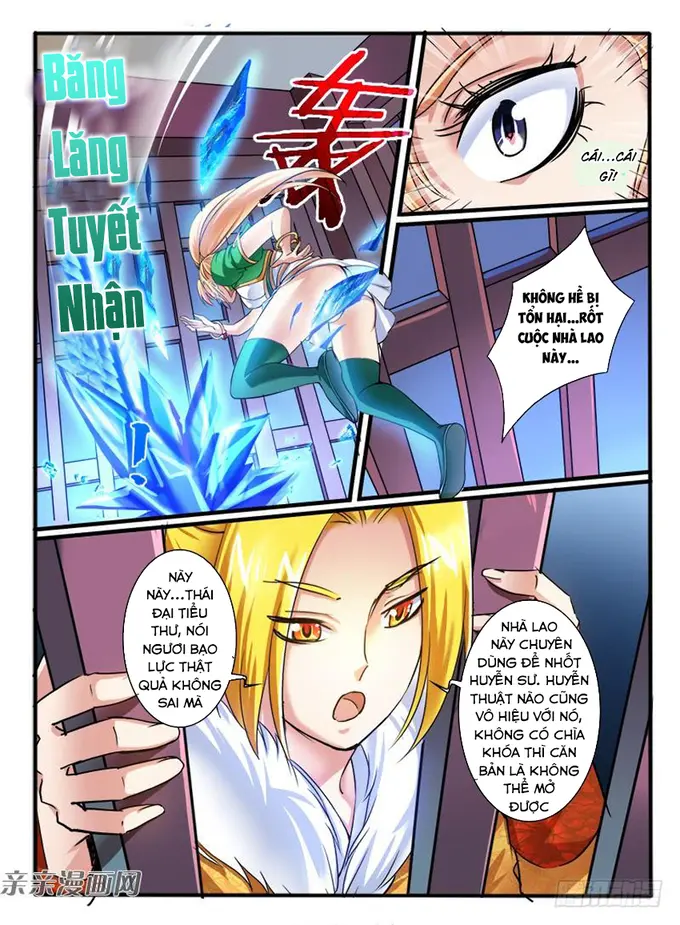 Băng
Lăng
Tuyết
Nhận
CÁI...CÁI
GÌ!
KHÔNG HỀ BỊ
TỔN HẠI...RỐT
CUỘC NHÀ LAO
NÀY...
NÀY
NÀY...THÁI
ĐẠI TIỂU
THƯ, NÓI
NGƯƠI BẠO
LỰC THẬT
QUẢ KHÔNG
SAI MÀ
NHÀ LAO
NÀY CHUYÊN
DÙNG ĐỂ NHỐT
HUYỄN SƯ. HUYỄN
THUẬT NÀO CŨNG
VÔ HIỆU VỚI NÓ,
KHÔNG CÓ CHÌA
KHÓA THÌ CĂN
BẢN LÀ KHÔNG
THỂ MỞ
ĐƯỢC
亲亲漫画网